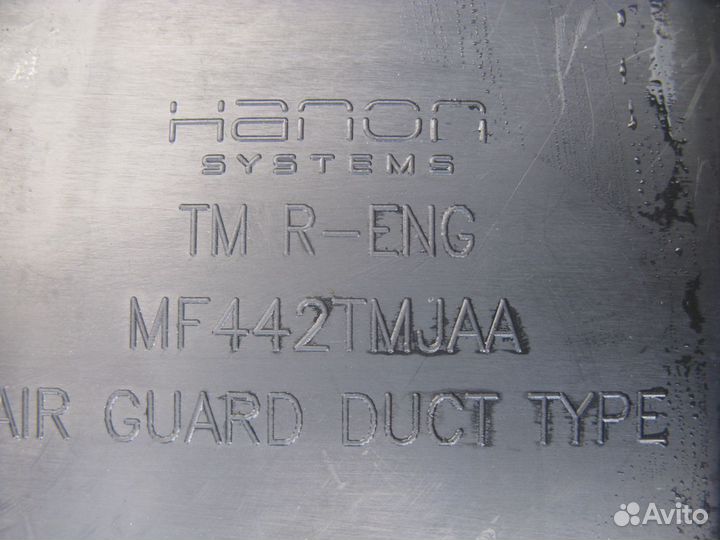 Hanon
SYSTEMS
TM R-ENG
MF442TMJAA
AIR GUARD DUCT TYPE
Avito